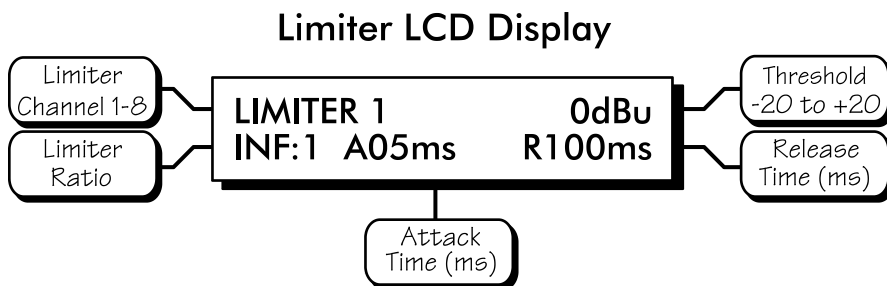 Limiter LCD Display
Limiter
Channel 1-8
Limiter
Ratio
LIMITER 1 0dBu
INF:1 A05ms R100ms
Threshold
-20 to +20
Release
Time (ms)
Attack
Time (ms)